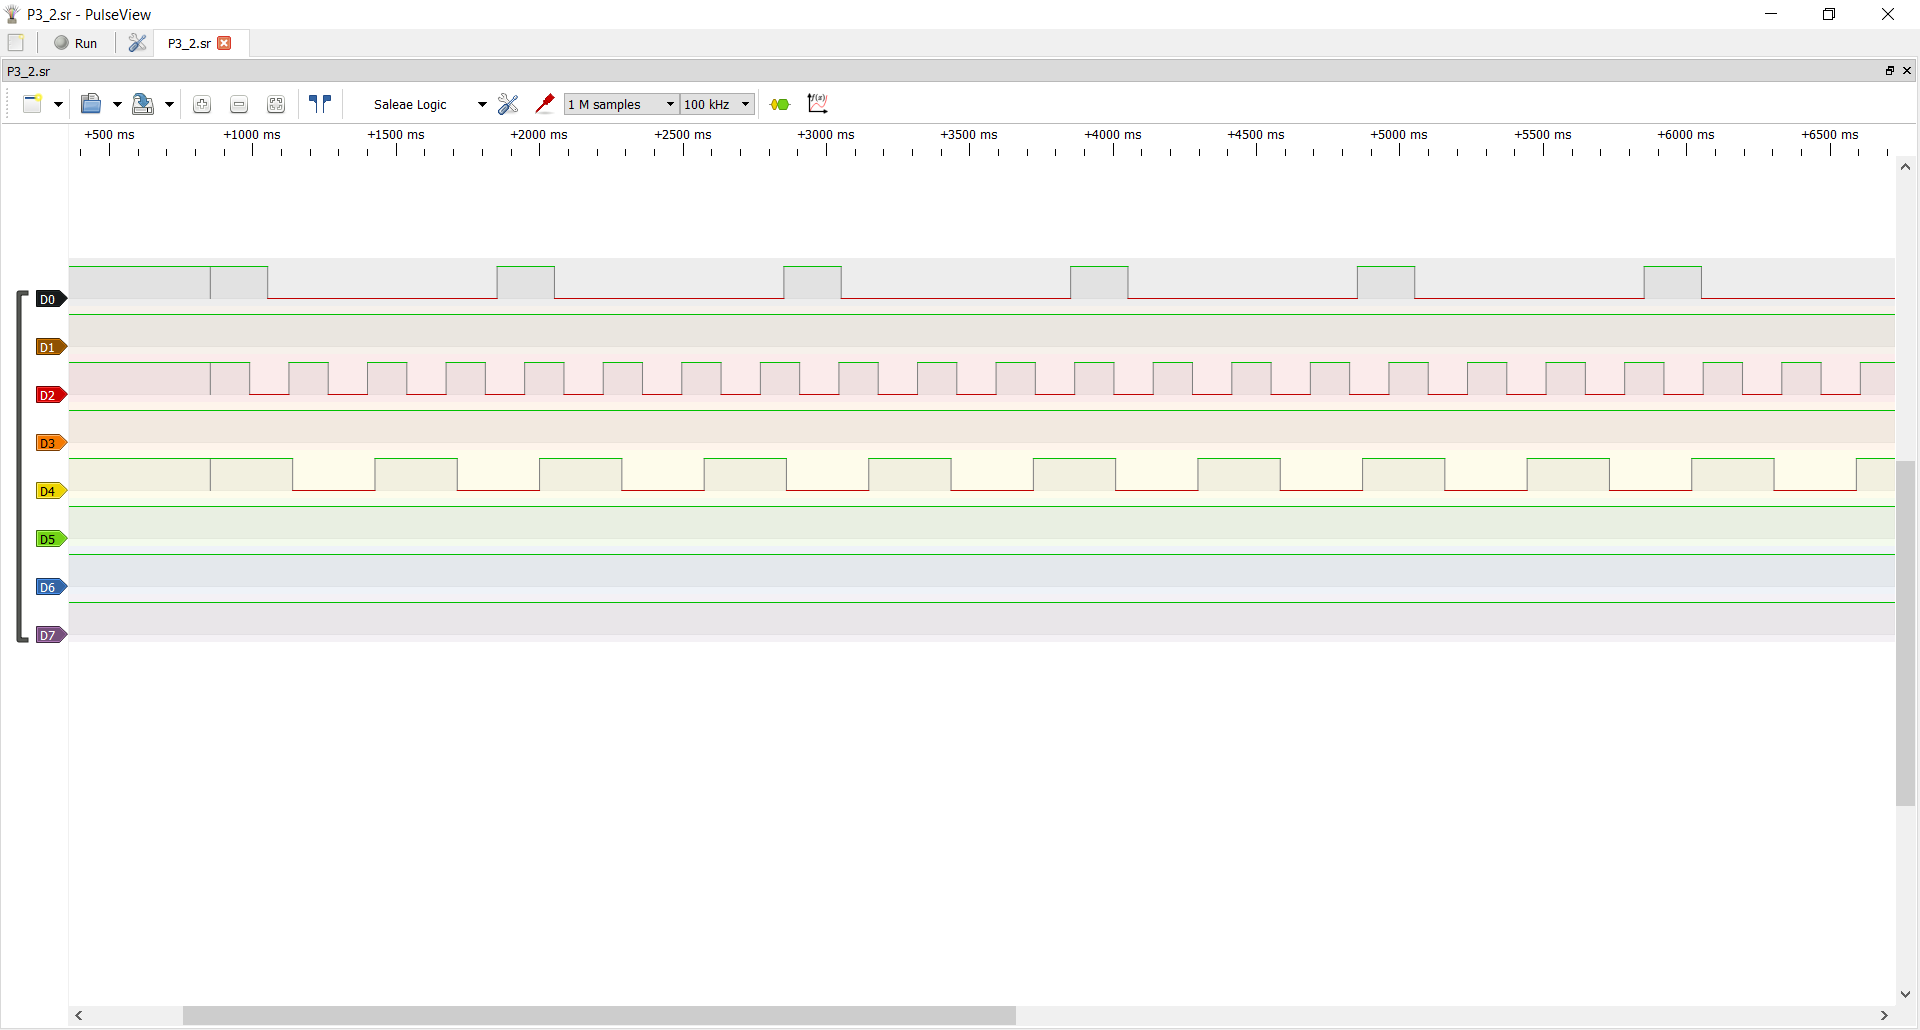 P3_2.sr - PulseView
Run P3_2.sr
P3_2.sr
Saleae Logic 1 M samples 100 kHz f(x)
+500 ms +1000 ms +1500 ms +2000 ms +2500 ms +3000 ms +3500 ms +4000 ms +4500 ms +5000 ms +5500 ms +6000 ms +6500 ms
D0
D1
D2
D3
D4
D5
D6
D7